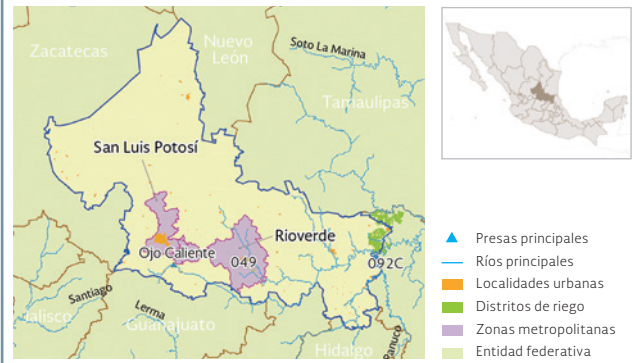 Zacatecas
Nuevo
León
Soto La Marina
Tamaulipas
San Luis Potosí
Ojo Caliente
049
Rioverde
092C
Santiago
Lerma
Jalisco
Guanajuato
Hidalgo
Pánuco
Presas principales
Ríos principales
Localidades urbanas
Distritos de riego
Zonas metropolitanas
Entidad federativa